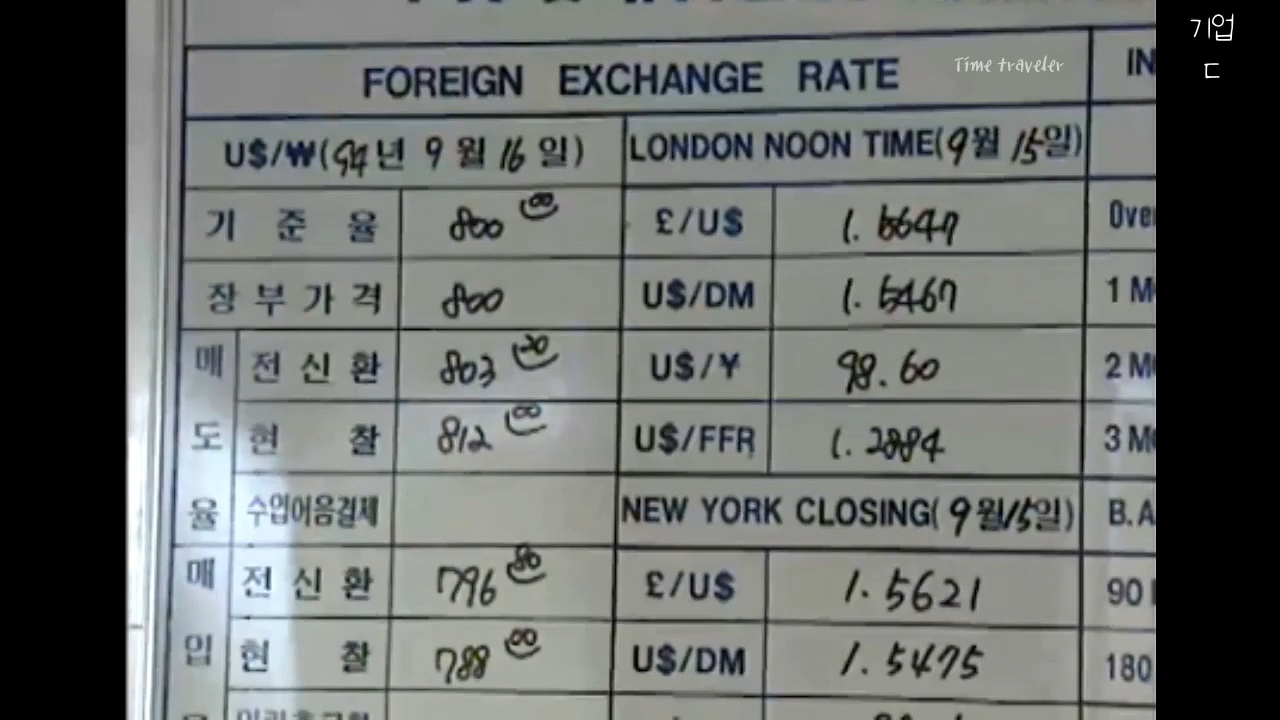 기업
ㄷ
Time traveler
FOREIGN EXCHANGE RATE
IN
U$/₩(94년 9월 16일)
LONDON NOON TIME(9월 15일)
기준율 800 00
£/U$
Over
장부가격 800
U$/DM 1.5467
1 M
매도율
전신환 803 20
U$/¥ 98.60
2 M
현찰 812 00
U$/FFR
3 M
수입어음결제
NEW YORK CLOSING(9월 15일)
B.A
매입
전신환 796 80
£/U$ 1.5621
90
현찰 788 00
U$/DM 1.5475
180